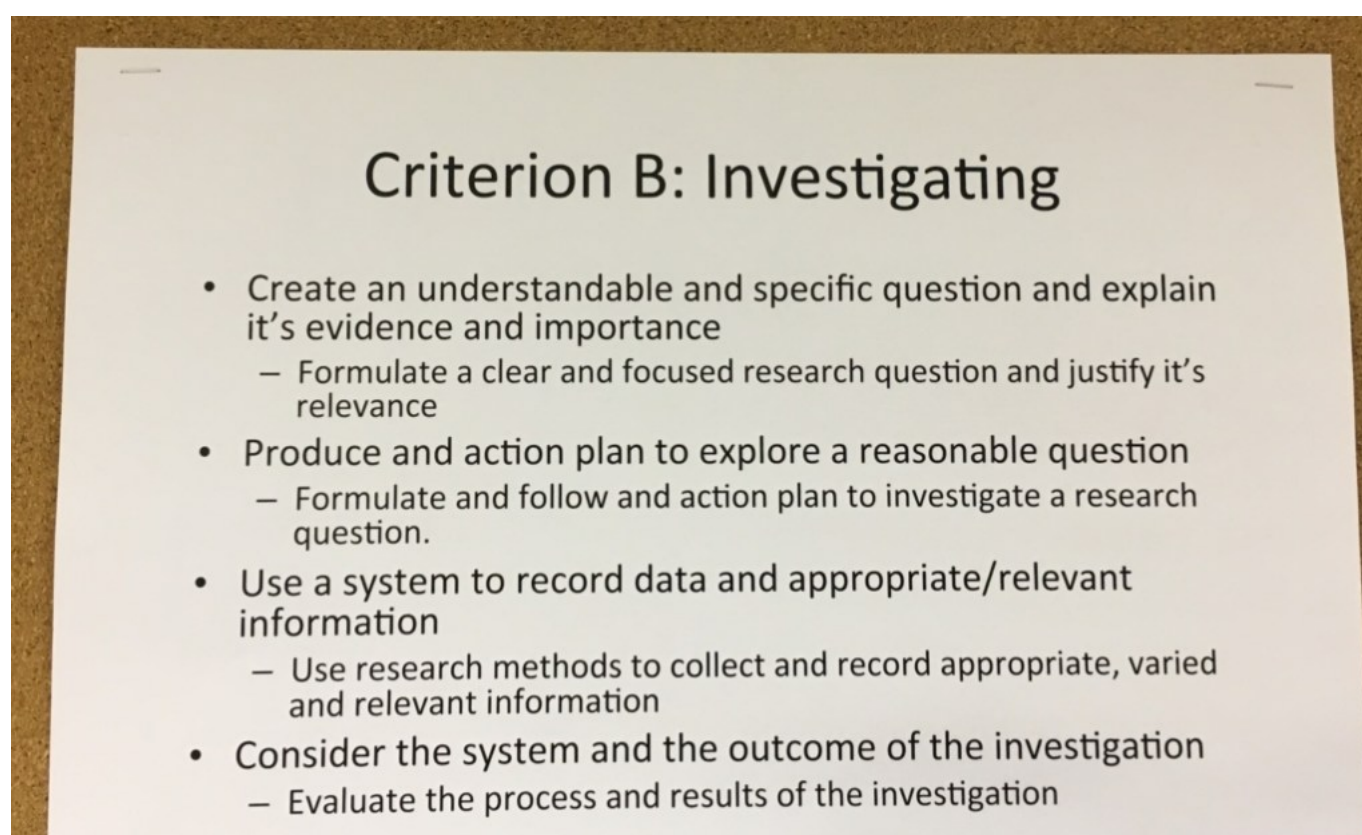 Criterion B: Investigating
• Create an understandable and specific question and explain
it's evidence and importance
– Formulate a clear and focused research question and justify it's
relevance
• Produce and action plan to explore a reasonable question
– Formulate and follow and action plan to investigate a research
question.
• Use a system to record data and appropriate/relevant
information
– Use research methods to collect and record appropriate, varied
and relevant information
• Consider the system and the outcome of the investigation
– Evaluate the process and results of the investigation